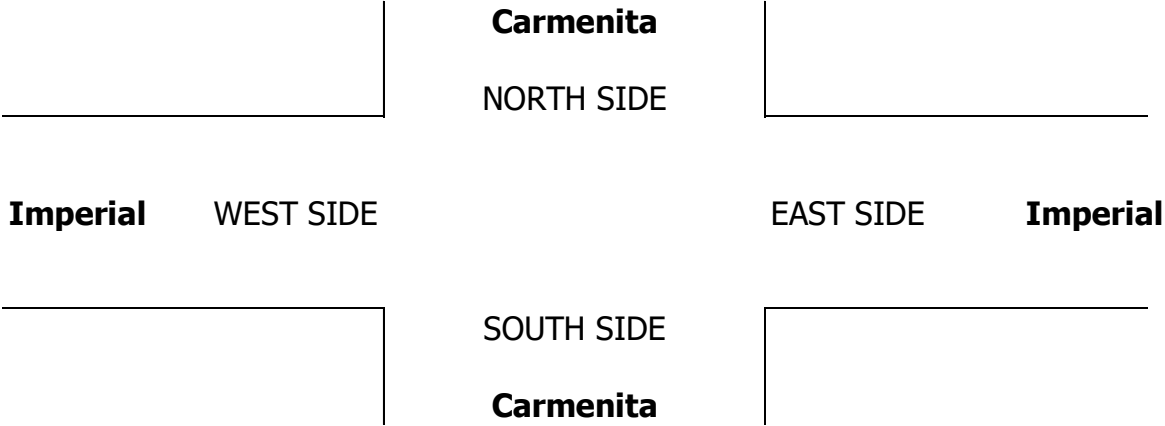 Carmenita
NORTH SIDE
Imperial WEST SIDE EAST SIDE Imperial
SOUTH SIDE
Carmenita